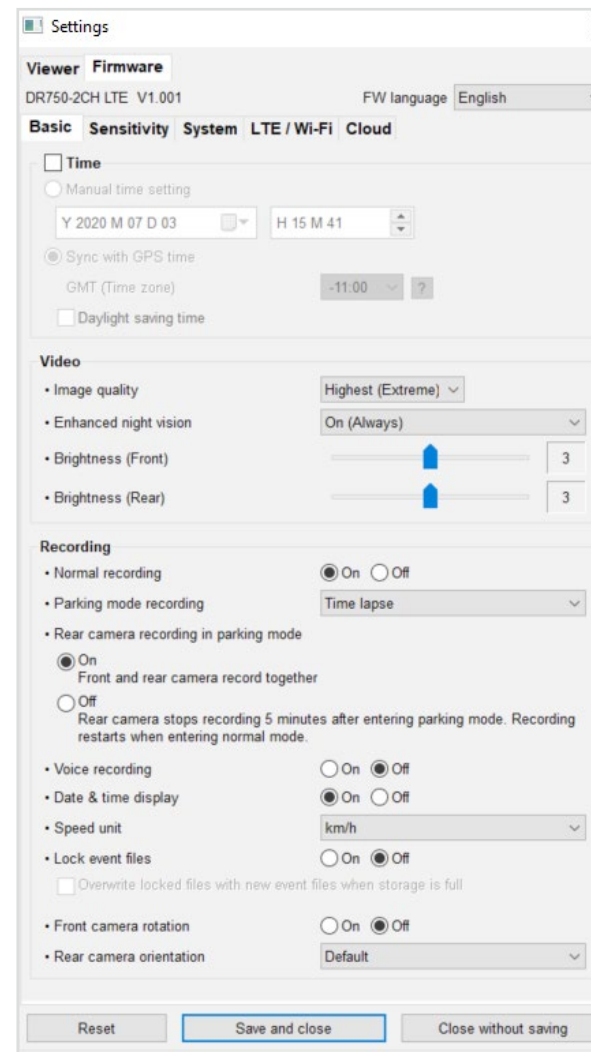 Settings
Viewer Firmware
DR750-2CH LTE V1.001 FW language English
Basic Sensitivity System LTE / Wi-Fi Cloud
Time
Manual time setting
Y 2020 M 07 D 03 H 15 M 41
Sync with GPS time
GMT (Time zone) -11:00 ?
Daylight saving time
Video
• Image quality Highest (Extreme)
• Enhanced night vision On (Always)
• Brightness (Front) 3
• Brightness (Rear) 3
Recording
• Normal recording On Off
• Parking mode recording Time lapse
• Rear camera recording in parking mode
On
Front and rear camera record together
Off
Rear camera stops recording 5 minutes after entering parking mode. Recording
restarts when entering normal mode.
• Voice recording On Off
• Date & time display On Off
• Speed unit km/h
• Lock event files On Off
Overwrite locked files with new event files when storage is full
• Front camera rotation On Off
• Rear camera orientation Default
Reset Save and close Close without saving